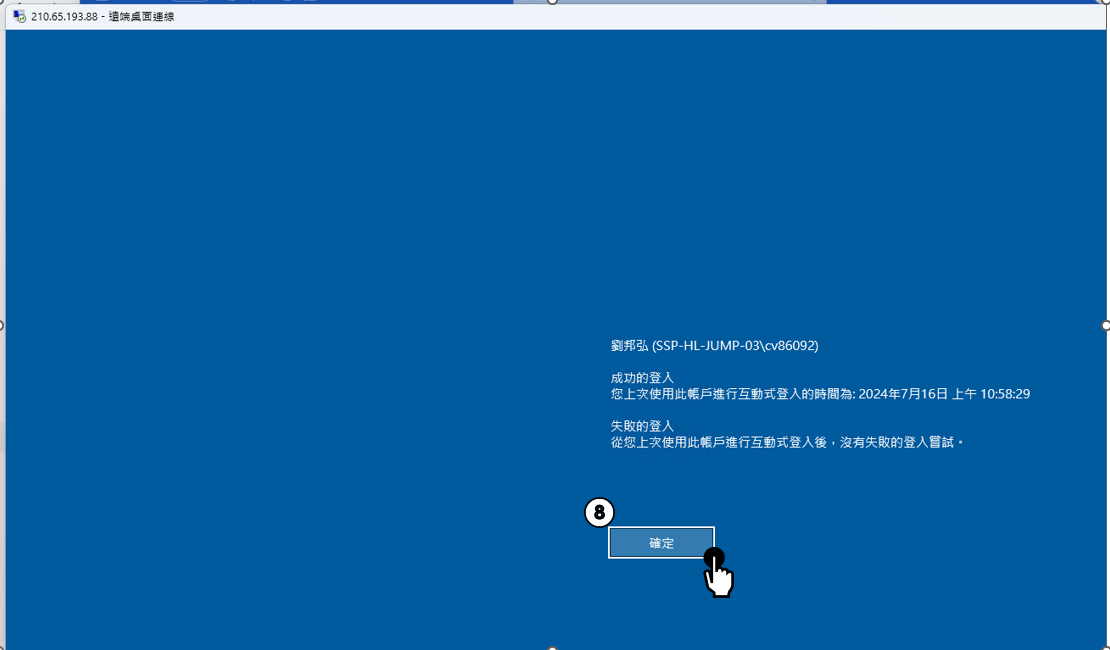 210.65.193.88 - 遠端桌面連線
劉邦弘 (SSP-HL-JUMP-03\cv86092)
成功的登入
您上次使用此帳戶進行互動式登入的時間為: 2024年7月16日 上午 10:58:29
失敗的登入
從您上次使用此帳戶進行互動式登入後，沒有失敗的登入嘗試。
8
確定